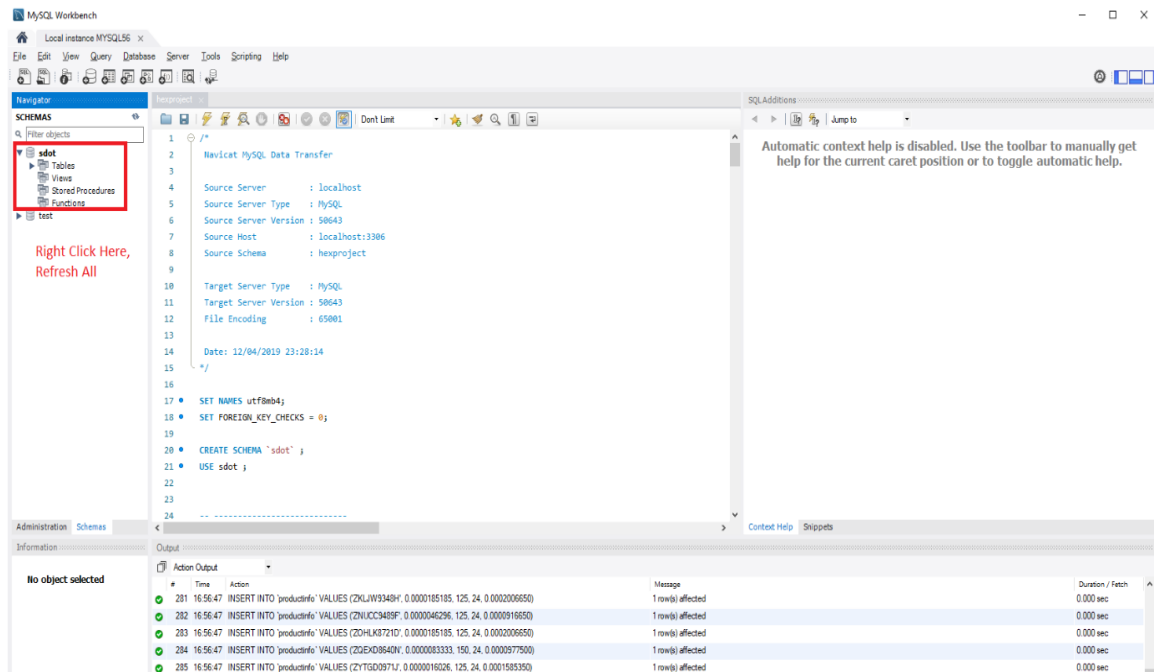 MySQL Workbench
Local instance MYSQL56
File Edit View Query Database Server Tools Scripting Help
Navigator
SCHEMAS
Filter objects
sdot
Tables
Views
Stored Procedures
Functions
test
Right Click Here,
Refresh All
Administration Schemas
Information
No object selected
hexproject
Don't Limit
1 /*
2 Navicat MySQL Data Transfer
3
4 Source Server : localhost
5 Source Server Type : MySQL
6 Source Server Version : 50643
7 Source Host : localhost:3306
8 Source Schema : hexproject
9
10 Target Server Type : MySQL
11 Target Server Version : 50643
12 File Encoding : 65001
13
14 Date: 12/04/2019 23:28:14
15 */
16
17 SET NAMES utf8mb4;
18 SET FOREIGN_KEY_CHECKS = 0;
19
20 CREATE SCHEMA `sdot` ;
21 USE sdot ;
22
23
24 -- ----------------------------
SQLAdditions
Jump to
Automatic context help is disabled. Use the toolbar to manually get
help for the current caret position or to toggle automatic help.
Context Help Snippets
Output
Action Output
# Time Action Message Duration / Fetch
281 16:56:47 INSERT INTO `productinfo` VALUES ('ZKLJW9348H', 0.0000185185, 125, 24, 0.0002006650) 1 row(s) affected 0.000 sec
282 16:56:47 INSERT INTO `productinfo` VALUES ('ZNUCC9489F', 0.0000046296, 125, 24, 0.0000916650) 1 row(s) affected 0.000 sec
283 16:56:47 INSERT INTO `productinfo` VALUES ('ZOHLK8721D', 0.0000185185, 125, 24, 0.0002006650) 1 row(s) affected 0.000 sec
284 16:56:47 INSERT INTO `productinfo` VALUES ('ZQEXD8640N', 0.0000083333, 150, 24, 0.0000977500) 1 row(s) affected 0.000 sec
285 16:56:47 INSERT INTO `productinfo` VALUES ('ZYTGD0971J', 0.0000016026, 125, 24, 0.0001585350) 1 row(s) affected 0.000 sec